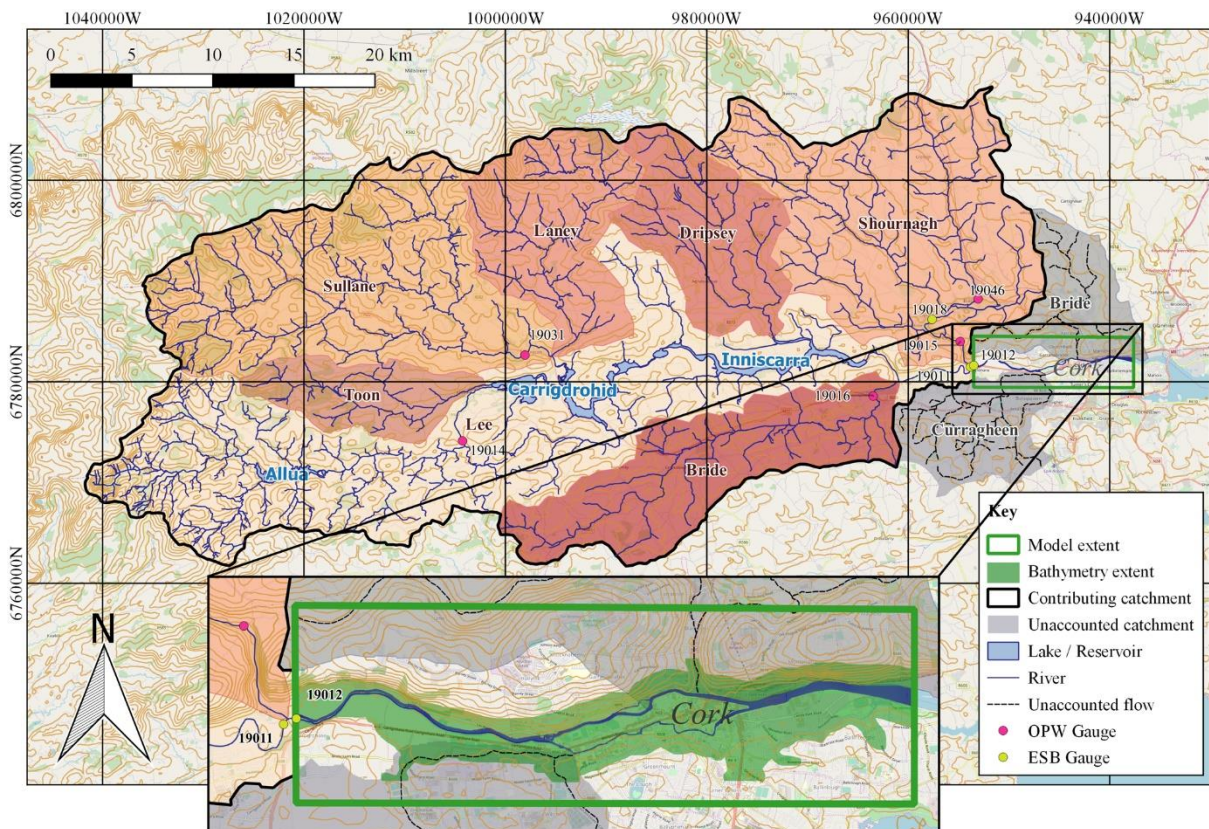 1040000W 1020000W 1000000W 980000W 960000W 940000W
0 5 10 15 20 km
6800000N
6780000N
6760000N
Laney
Dripsey
Shournagh
Sullane
Bride
19046
19018
19031
19015
19012
Inniscarra
19011
Cork
Carrigdrohid
Toon
19016
Lee
19014
Curragheen
Allua
Bride
N
Key
Model extent
Bathymetry extent
Contributing catchment
Unaccounted catchment
Lake / Reservoir
River
Unaccounted flow
OPW Gauge
ESB Gauge
19012
19011
Cork